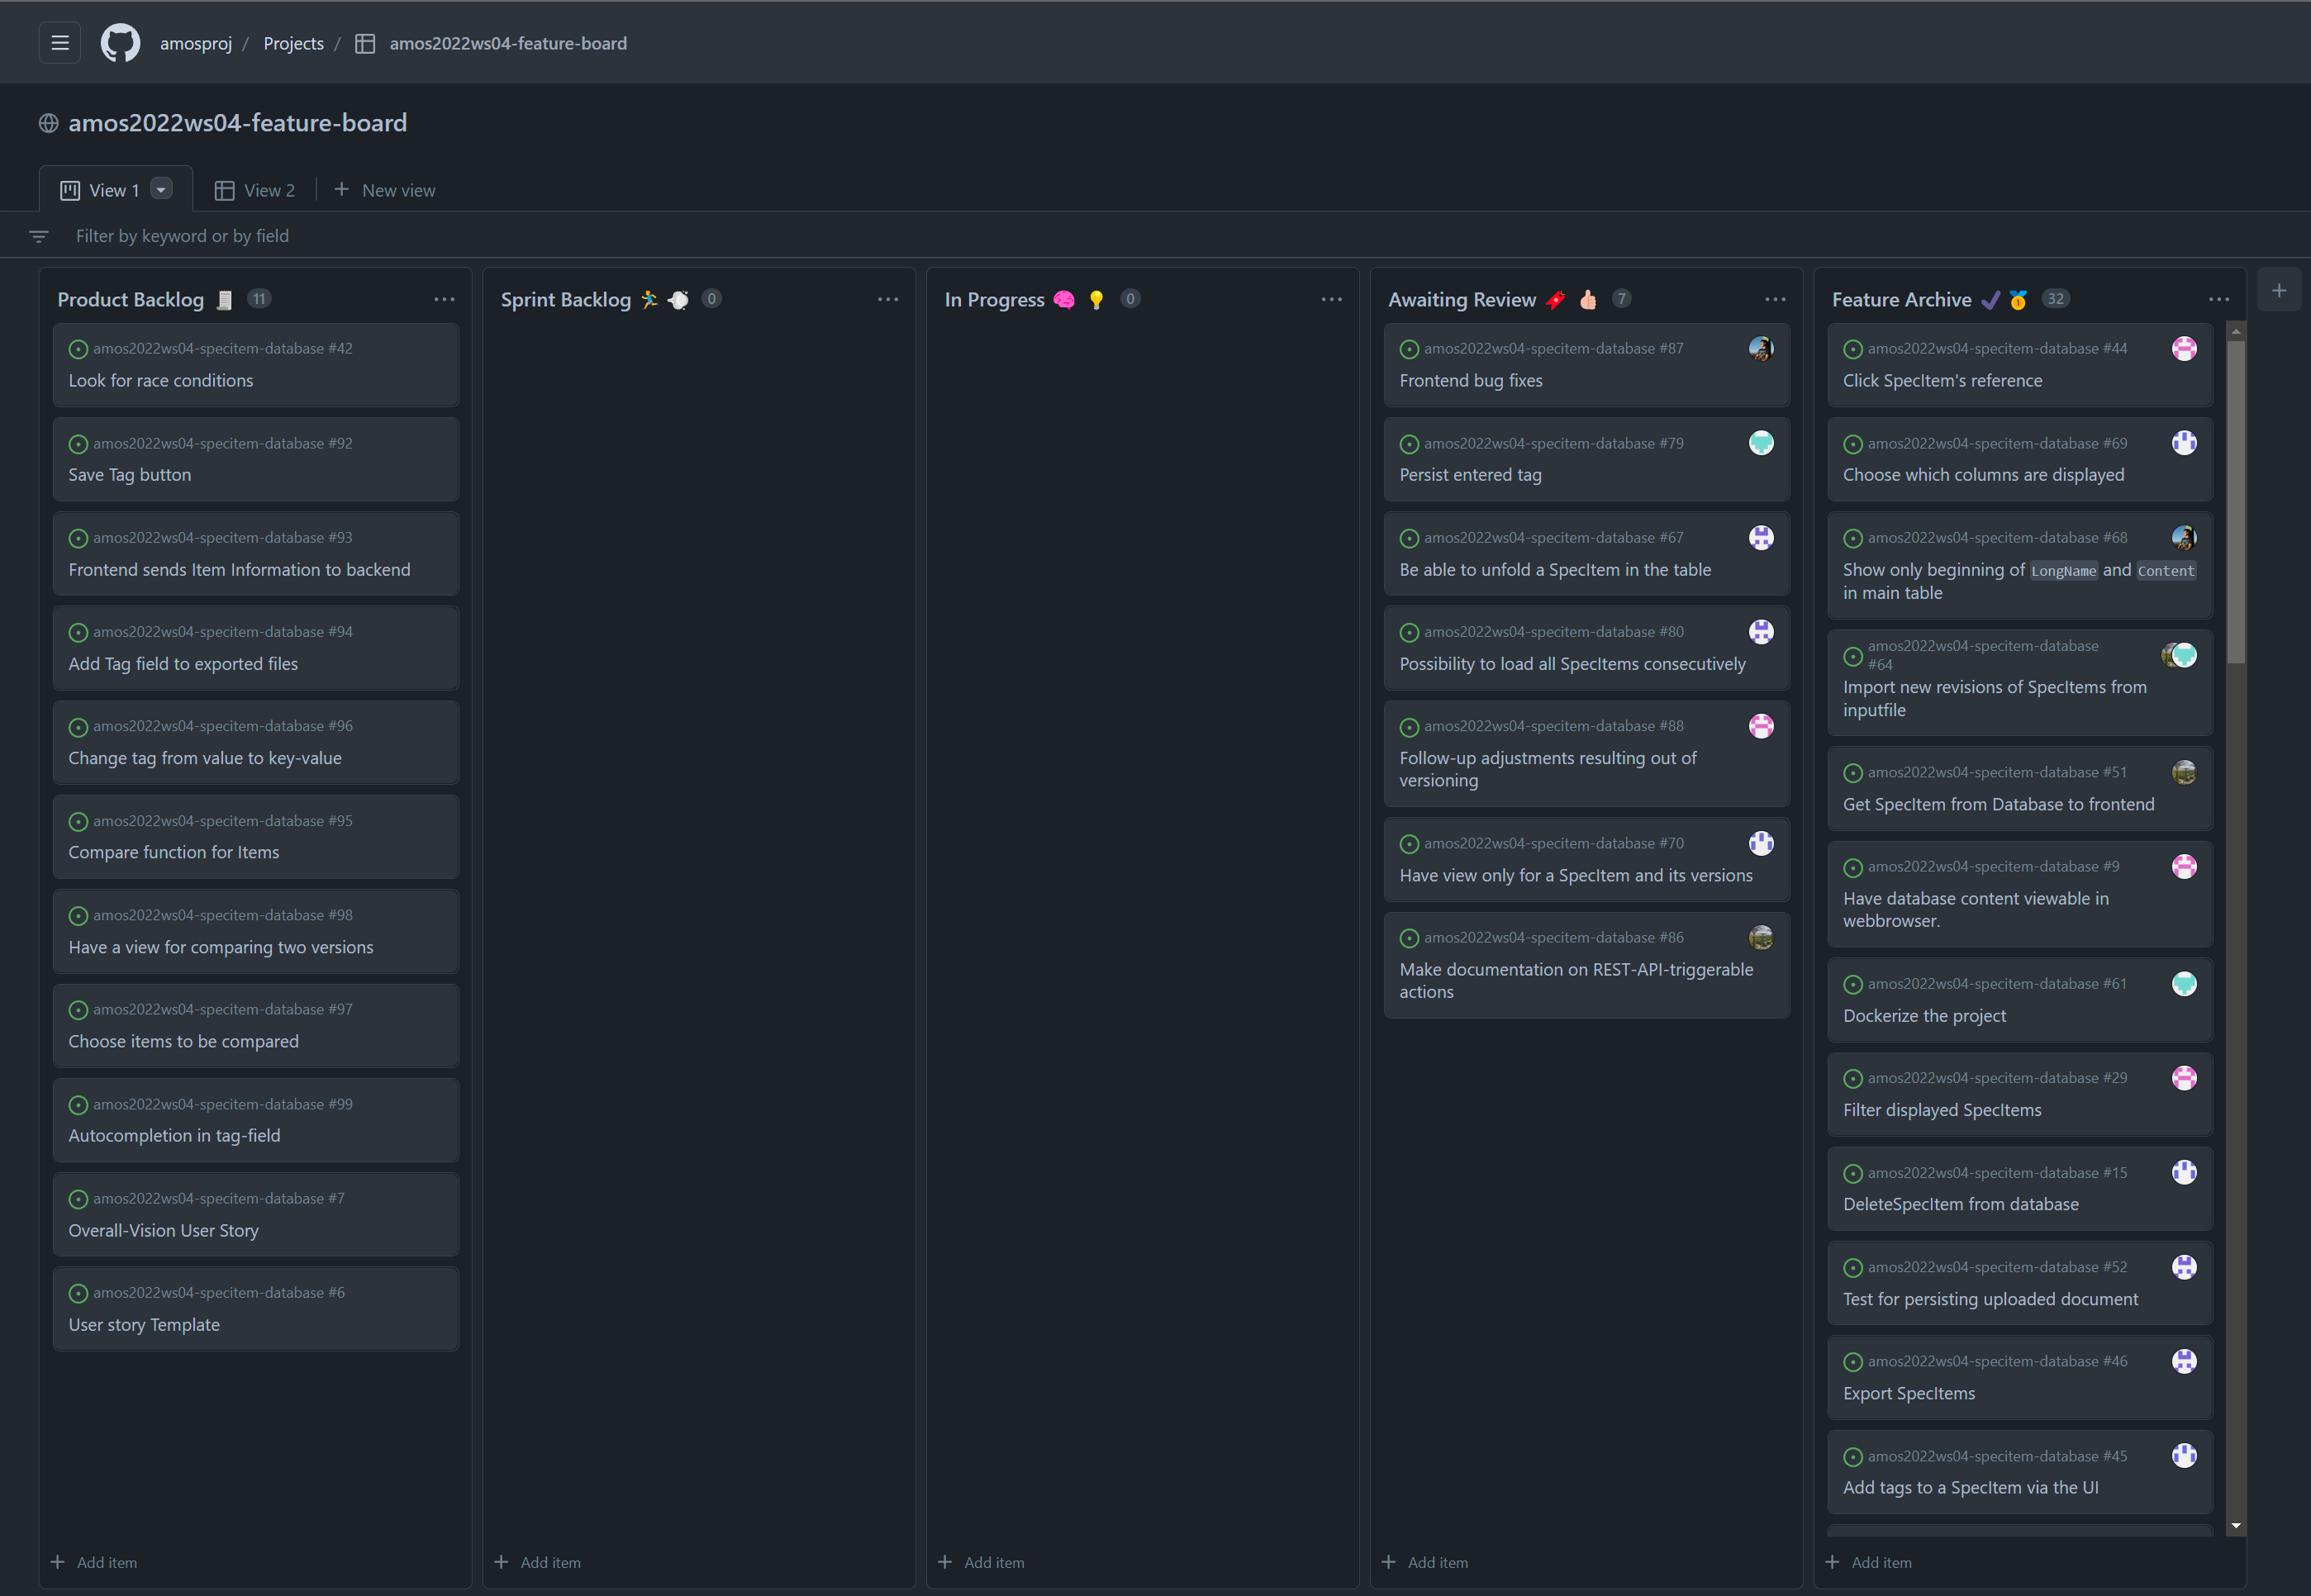 amosproj / Projects / amos2022ws04-feature-board
amos2022ws04-feature-board
View 1
View 2
New view
Filter by keyword or by field
Product Backlog 11
amos2022ws04-specitem-database #42
Look for race conditions
amos2022ws04-specitem-database #92
Save Tag button
amos2022ws04-specitem-database #93
Frontend sends Item Information to backend
amos2022ws04-specitem-database #94
Add Tag field to exported files
amos2022ws04-specitem-database #96
Change tag from value to key-value
amos2022ws04-specitem-database #95
Compare function for Items
amos2022ws04-specitem-database #98
Have a view for comparing two versions
amos2022ws04-specitem-database #97
Choose items to be compared
amos2022ws04-specitem-database #99
Autocompletion in tag-field
amos2022ws04-specitem-database #7
Overall-Vision User Story
amos2022ws04-specitem-database #6
User story Template
Add item
Sprint Backlog 0
Add item
In Progress 0
Add item
Awaiting Review 7
amos2022ws04-specitem-database #87
Frontend bug fixes
amos2022ws04-specitem-database #79
Persist entered tag
amos2022ws04-specitem-database #67
Be able to unfold a SpecItem in the table
amos2022ws04-specitem-database #80
Possibility to load all SpecItems consecutively
amos2022ws04-specitem-database #88
Follow-up adjustments resulting out of
versioning
amos2022ws04-specitem-database #70
Have view only for a SpecItem and its versions
amos2022ws04-specitem-database #86
Make documentation on REST-API-triggerable
actions
Add item
Feature Archive 32
amos2022ws04-specitem-database #44
Click SpecItem's reference
amos2022ws04-specitem-database #69
Choose which columns are displayed
amos2022ws04-specitem-database #68
Show only beginning of LongName and Content
in main table
amos2022ws04-specitem-database
#64
Import new revisions of SpecItems from
inputfile
amos2022ws04-specitem-database #51
Get SpecItem from Database to frontend
amos2022ws04-specitem-database #9
Have database content viewable in
webbrowser.
amos2022ws04-specitem-database #61
Dockerize the project
amos2022ws04-specitem-database #29
Filter displayed SpecItems
amos2022ws04-specitem-database #15
DeleteSpecItem from database
amos2022ws04-specitem-database #52
Test for persisting uploaded document
amos2022ws04-specitem-database #46
Export SpecItems
amos2022ws04-specitem-database #45
Add tags to a SpecItem via the UI
Add item